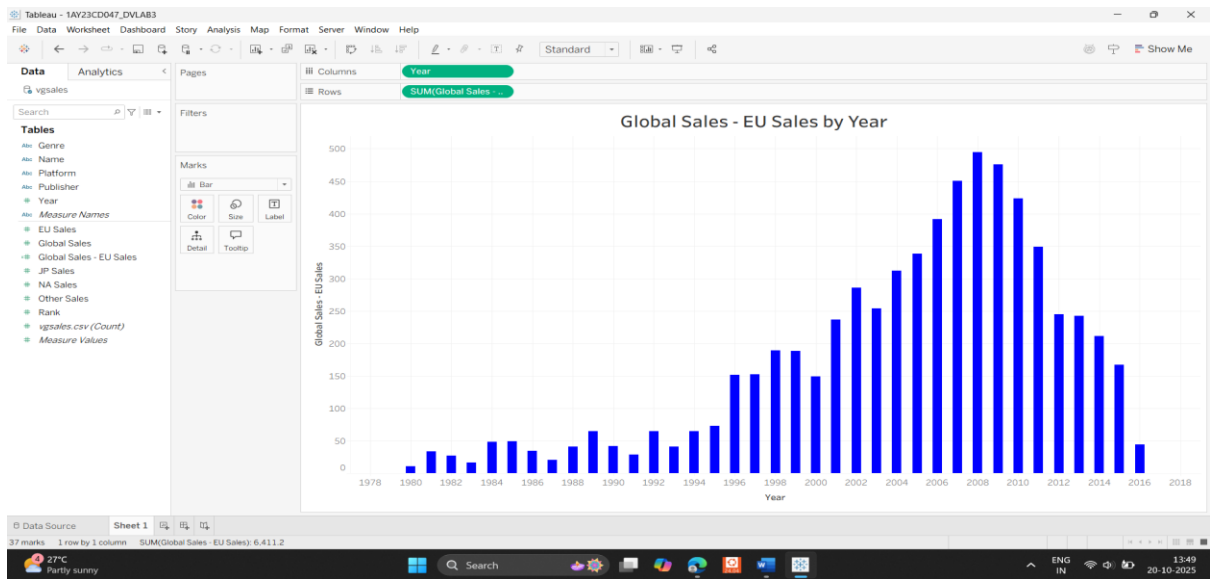 Tableau - 1AY23CD047_DVLAB3
File Data Worksheet Dashboard Story Analysis Map Format Server Window Help
Standard
Show Me
Data Analytics
vgsales
Search
Tables
Abc Genre
Abc Name
Abc Platform
Abc Publisher
# Year
Abc Measure Names
# EU Sales
# Global Sales
=# Global Sales - EU Sales
# JP Sales
# NA Sales
# Other Sales
# Rank
# vgsales.csv (Count)
# Measure Values
Pages
Filters
Marks
Bar
Color Size Label
Detail Tooltip
Columns Year
Rows SUM(Global Sales - ..
Global Sales - EU Sales by Year
Global Sales - EU Sales
500
450
400
350
300
250
200
150
100
50
0
1978 1980 1982 1984 1986 1988 1990 1992 1994 1996 1998 2000 2002 2004 2006 2008 2010 2012 2014 2016 2018
Year
Data Source Sheet 1
37 marks 1 row by 1 column SUM(Global Sales - EU Sales): 6,411.2
4
27°C
Partly sunny
Search
ENG
IN
13:49
20-10-2025